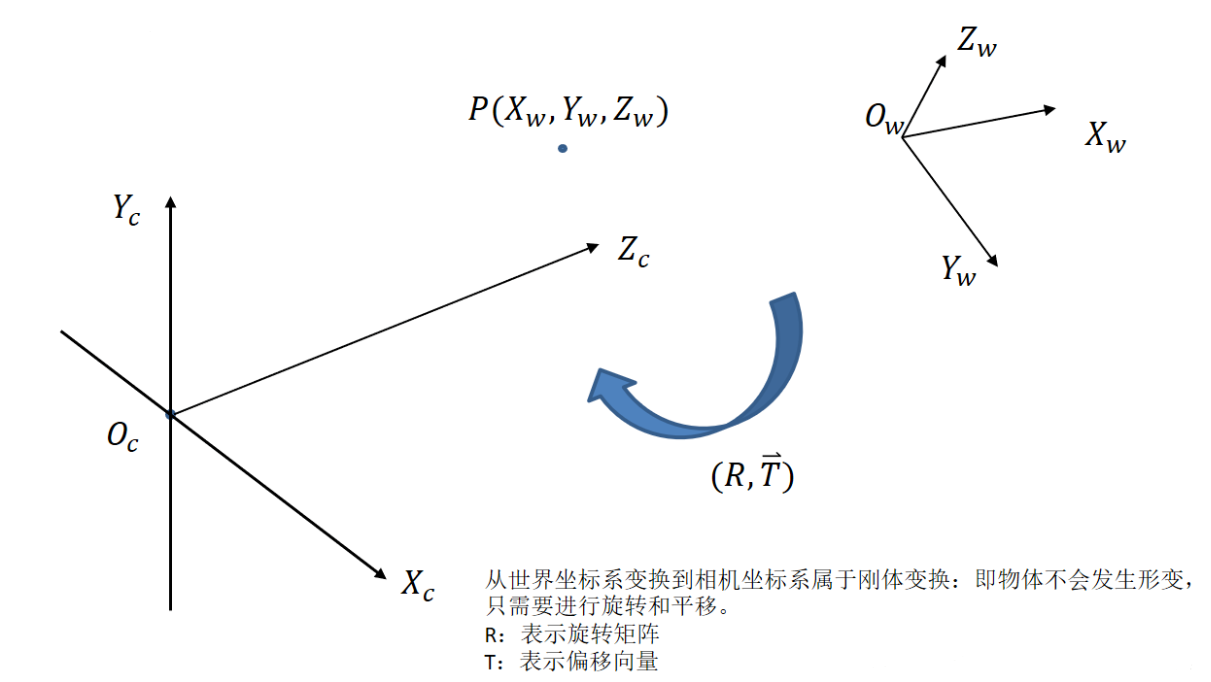 Z_w
P(X_w, Y_w, Z_w)
O_w
X_w
Y_c
Z_c
Y_w
O_c
(R, \vec{T})
X_c
从世界坐标系变换到相机坐标系属于刚体变换：即物体不会发生形变，
只需要进行旋转和平移。
R：表示旋转矩阵
T：表示偏移向量